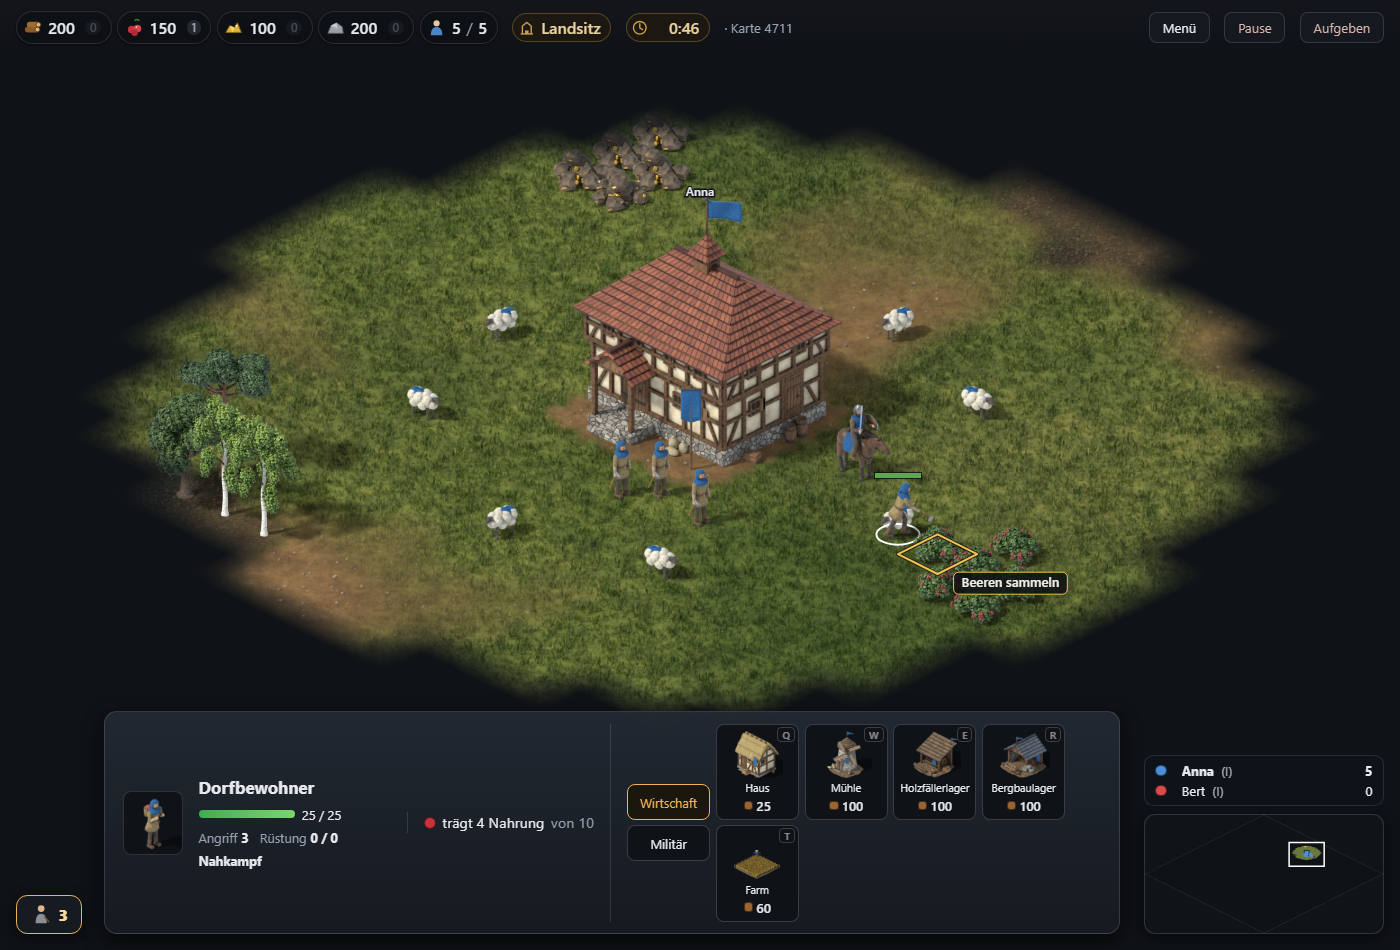 200 0 150 1 100 0 200 0 5 / 5 Landsitz 0:46 · Karte 4711 Menü Pause Aufgeben
Anna
Beeren sammeln
Dorfbewohner
25 / 25
Angriff 3 Rüstung 0 / 0
Nahkampf
trägt 4 Nahrung von 10
Wirtschaft
Militär
Q
Haus
25
W
Mühle
100
E
Holzfällerlager
100
R
Bergbaulager
100
T
Farm
60
Anna (I) 5
Bert (I) 0
3